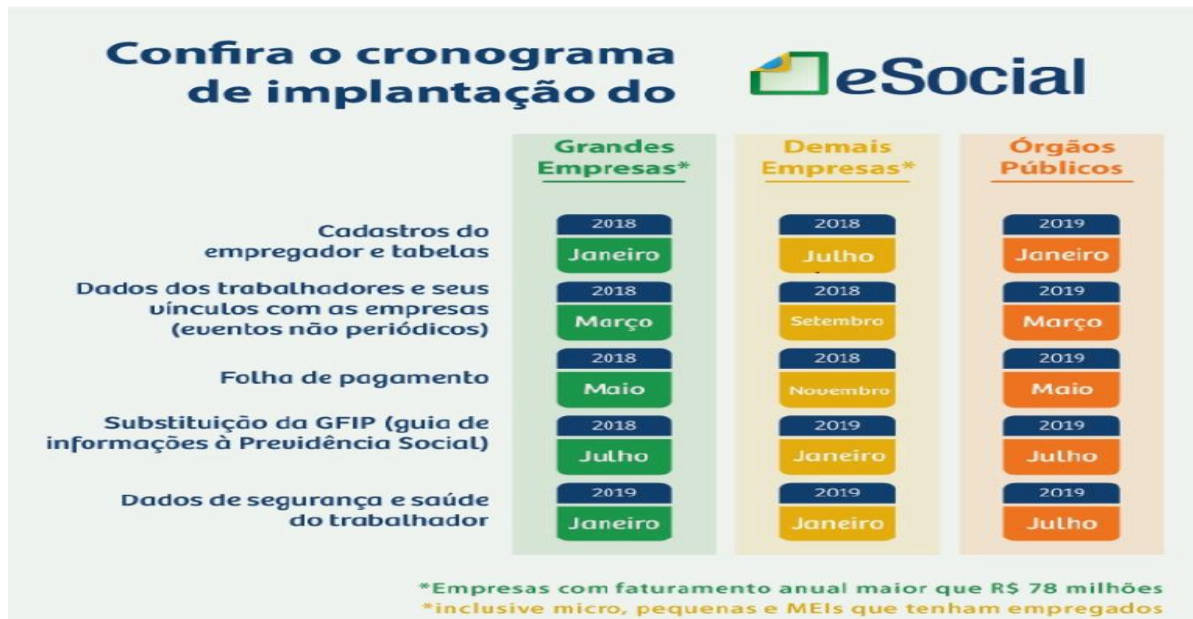 Confira o cronograma
de implantação do
eSocial
Grandes
Empresas*
Demais
Empresas*
Órgãos
Públicos
Cadastros do
empregador e tabelas
2018
Janeiro
2018
Julho
2019
Janeiro
Dados dos trabalhadores e seus
vínculos com as empresas
(eventos não periódicos)
2018
Março
2018
Setembro
2019
Março
Folha de pagamento
2018
Maio
2018
Novembro
2019
Maio
Substituição da GFIP (guia de
informações à Previdência Social)
2018
Julho
2019
Janeiro
2019
Julho
Dados de segurança e saúde
do trabalhador
2019
Janeiro
2019
Janeiro
2019
Julho
*Empresas com faturamento anual maior que R$ 78 milhões
*inclusive micro, pequenas e MEIs que tenham empregados